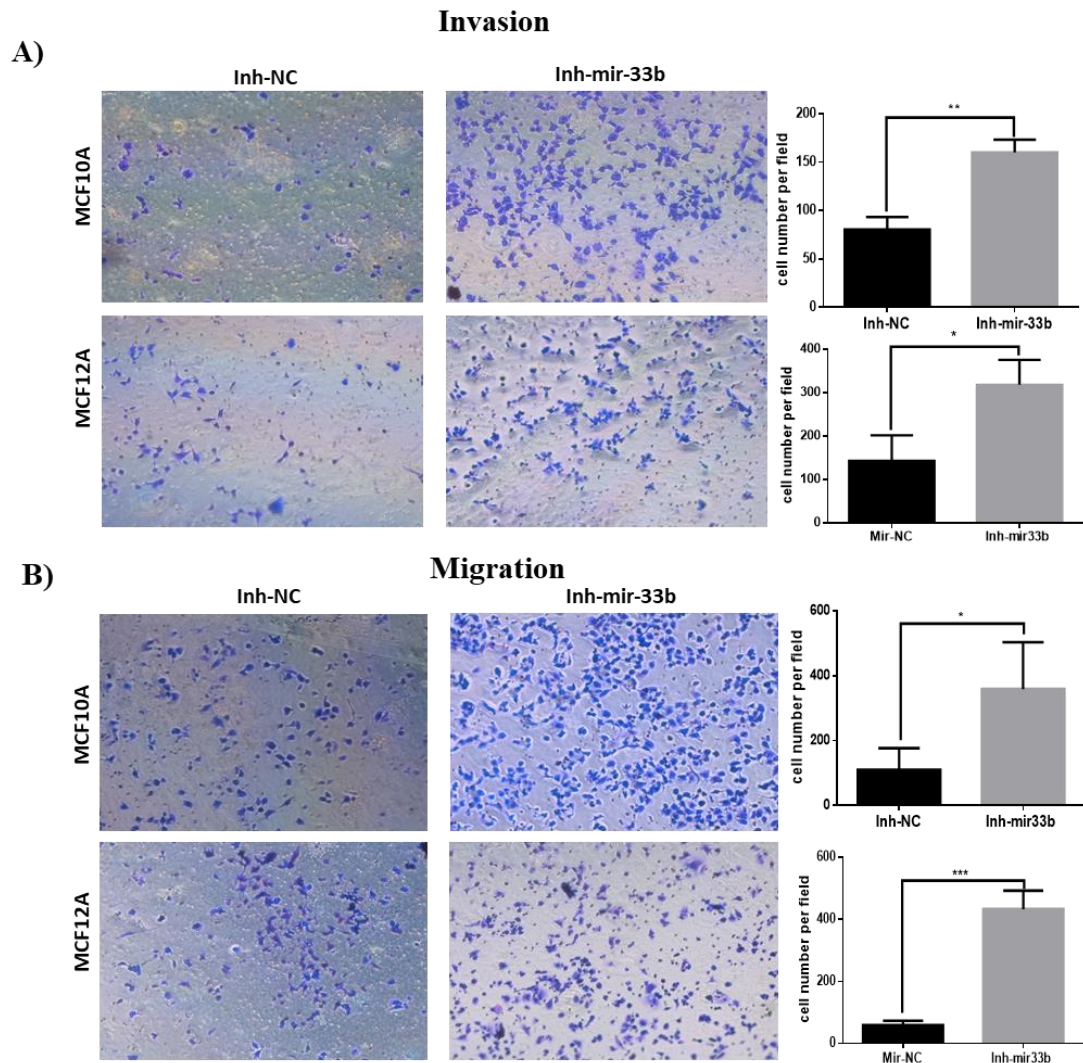 Invasion
A)
Inh-NC
Inh-mir-33b
MCF10A
200
150
100
50
0
cell number per field
**
Inh-NC
Inh-mir-33b
MCF12A
400
300
200
100
0
cell number per field
*
Mir-NC
Inh-mir33b
B)
Migration
Inh-NC
Inh-mir-33b
MCF10A
600
400
200
0
cell number per field
*
Inh-NC
Inh-mir33b
MCF12A
600
400
200
0
cell number per field
***
Mir-NC
Inh-mir33b